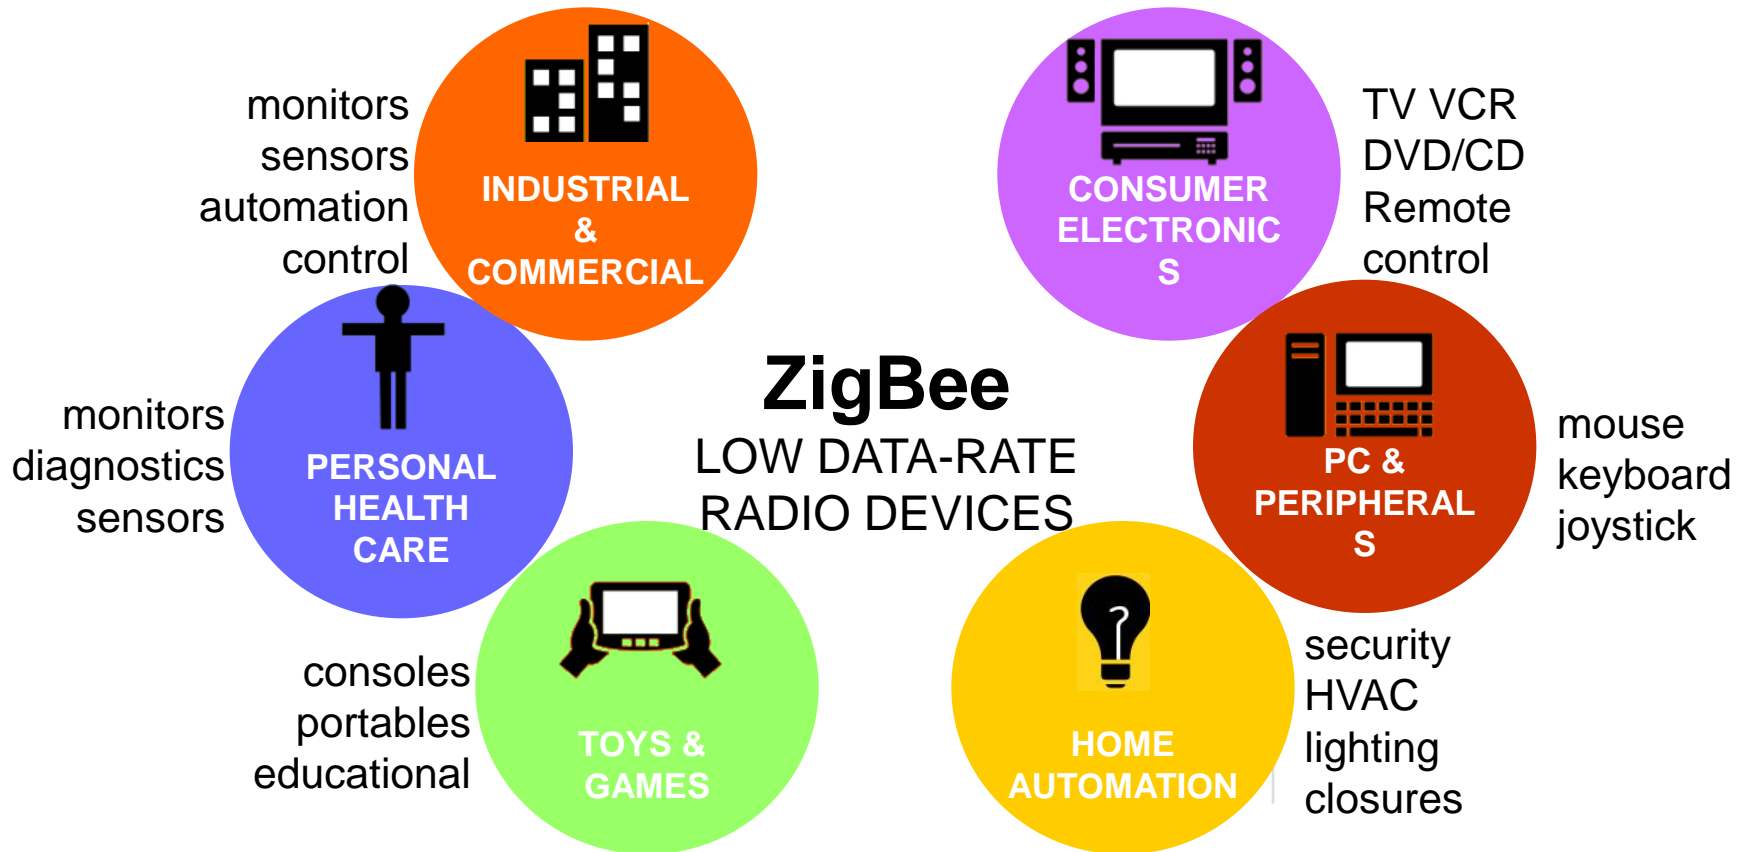 monitors
sensors
automation
control
INDUSTRIAL
&
COMMERCIAL
CONSUMER
ELECTRONIC
S
TV VCR
DVD/CD
Remote
control
monitors
diagnostics
sensors
PERSONAL
HEALTH
CARE
ZigBee
LOW DATA-RATE
RADIO DEVICES
PC &
PERIPHERAL
S
mouse
keyboard
joystick
consoles
portables
educational
TOYS &
GAMES
HOME
AUTOMATION
security
HVAC
lighting
closures